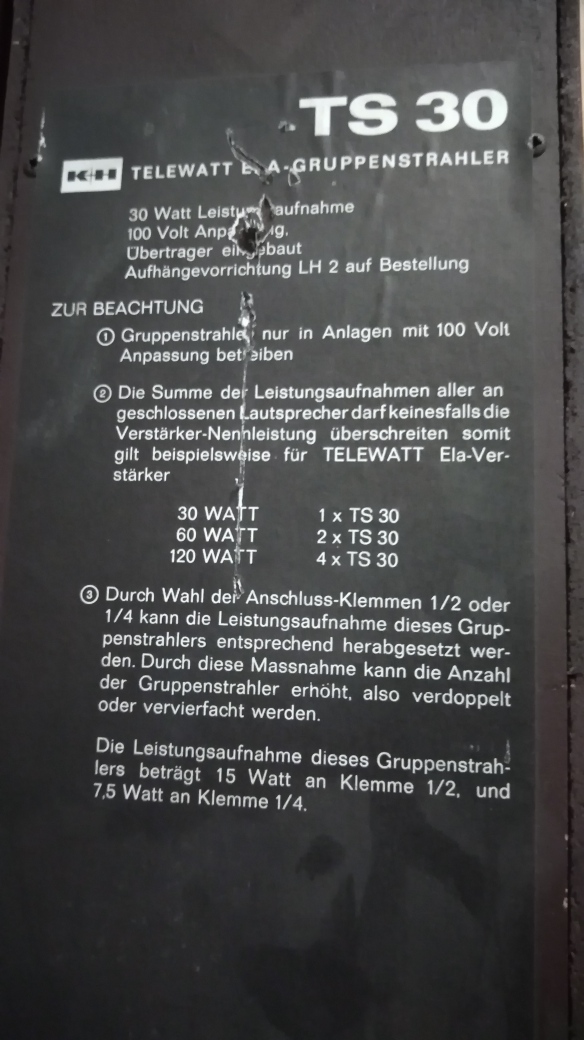 TS 30
K+H TELEWATT ELA-GRUPPENSTRAHLER
30 Watt Leistungsaufnahme
100 Volt
Übertrager eingebaut
Aufhängevorrichtung LH 2 auf Bestellung
ZUR BEACHTUNG
① Gruppenstrahler nur in Anlagen mit 100 Volt
Anpassung betreiben
② Die Summe der Leistungsaufnahmen aller an
geschlossenen Lautsprecher darf keinesfalls die
Verstärker-Nennleistung überschreiten somit
gilt beispielsweise für TELEWATT Ela-Ver-
stärker
30 WATT 1 x TS 30
60 WATT 2 x TS 30
120 WATT 4 x TS 30
③ Durch Wahl der Anschluss-Klemmen 1/2 oder
1/4 kann die Leistungsaufnahme dieses Grup-
penstrahlers entsprechend herabgesetzt wer-
den. Durch diese Massnahme kann die Anzahl
der Gruppenstrahler erhöht, also verdoppelt
oder vervierfacht werden.
Die Leistungsaufnahme dieses Gruppenstrah-
lers beträgt 15 Watt an Klemme 1/2, und
7,5 Watt an Klemme 1/4.